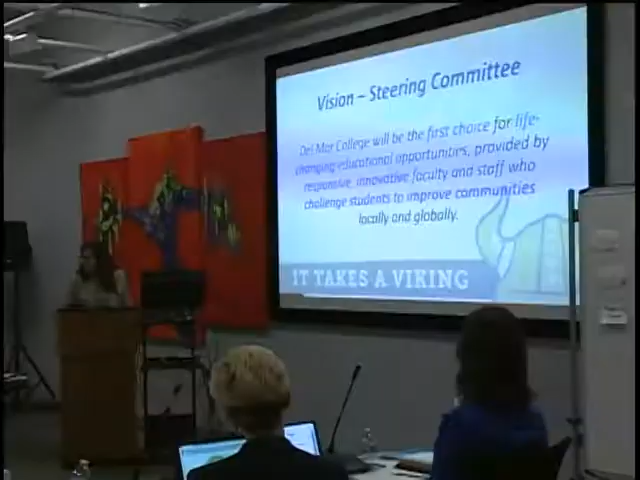 Vision – Steering Committee
Del Mar College will be the first choice for life-
changing educational opportunities, provided by
responsive, innovative faculty and staff who
challenge students to improve communities
locally and globally.
IT TAKES A VIKING